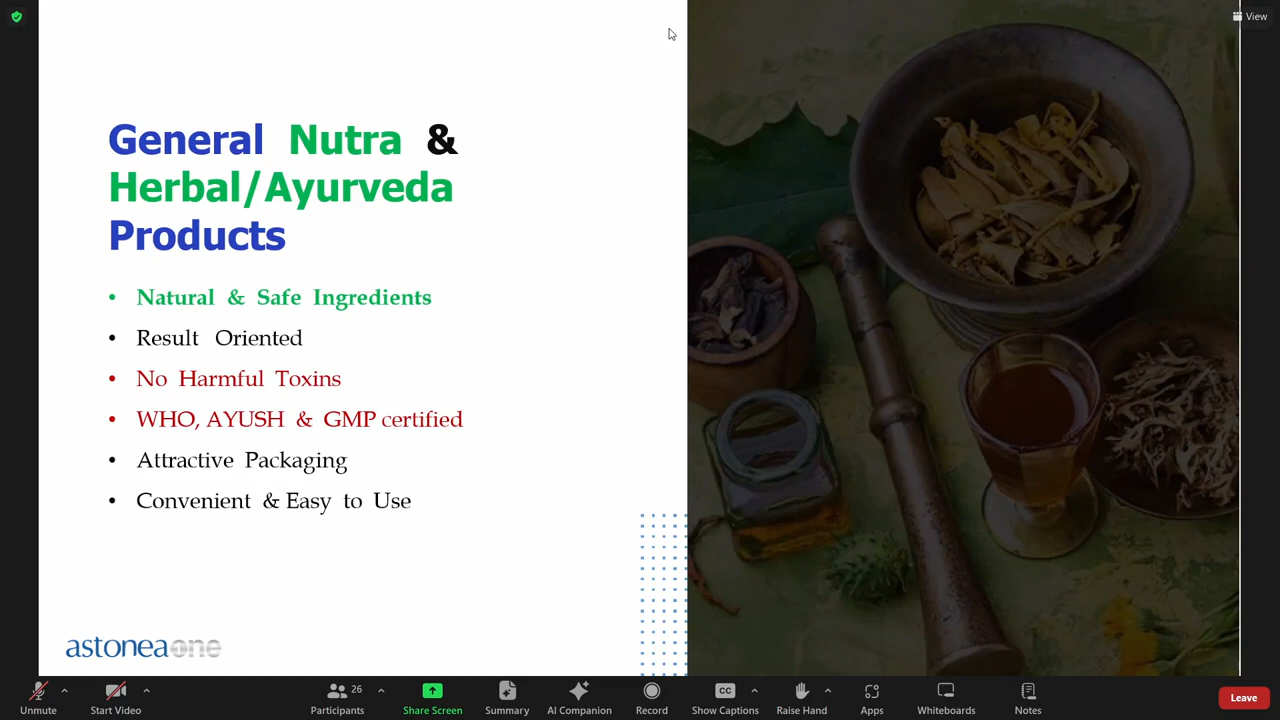 View
General Nutra &
Herbal/Ayurveda
Products
• Natural & Safe Ingredients
• Result Oriented
• No Harmful Toxins
• WHO, AYUSH & GMP certified
• Attractive Packaging
• Convenient & Easy to Use
astoneaone
26
CC
Unmute
Start Video
Participants
Share Screen
Summary
AI Companion
Record
Show Captions
Raise Hand
Apps
Whiteboards
Notes
Leave